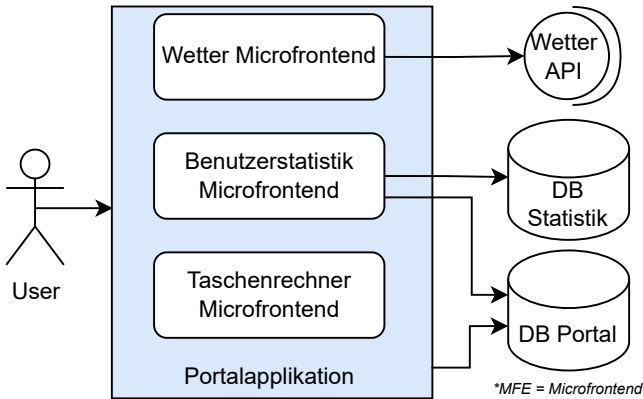 Wetter Microfrontend
Wetter
API
Benutzerstatistik
Microfrontend
DB
Statistik
User
Taschenrechner
Microfrontend
DB Portal
Portalapplikation
*MFE = Microfrontend